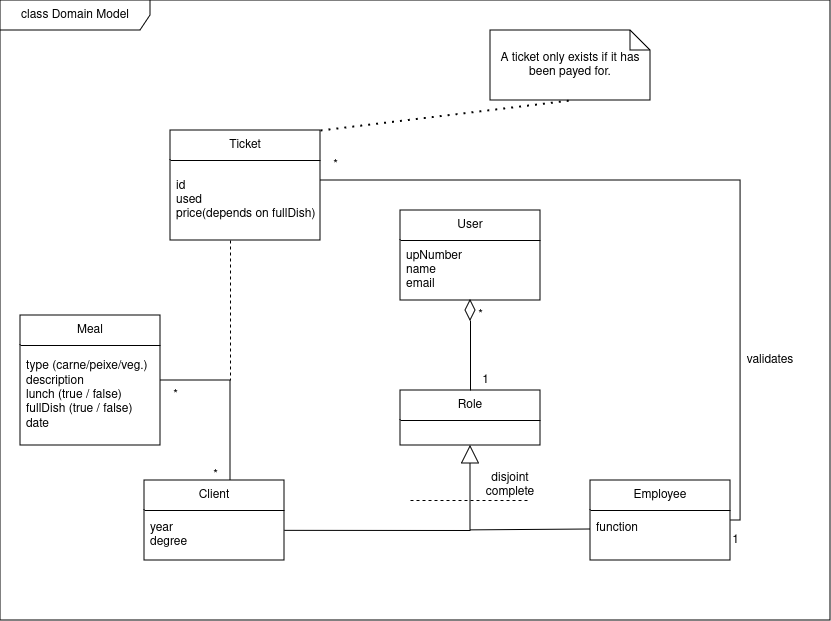 class Domain Model
A ticket only exists if it has
been payed for.
Ticket
*
id
used
price(depends on fullDish)
User
upNumber
name
email
*
1
Role
Meal
type (carne/peixe/veg.)
description
lunch (true / false)
fullDish (true / false)
date
*
*
validates
disjoint
complete
Client
year
degree
Employee
function
1